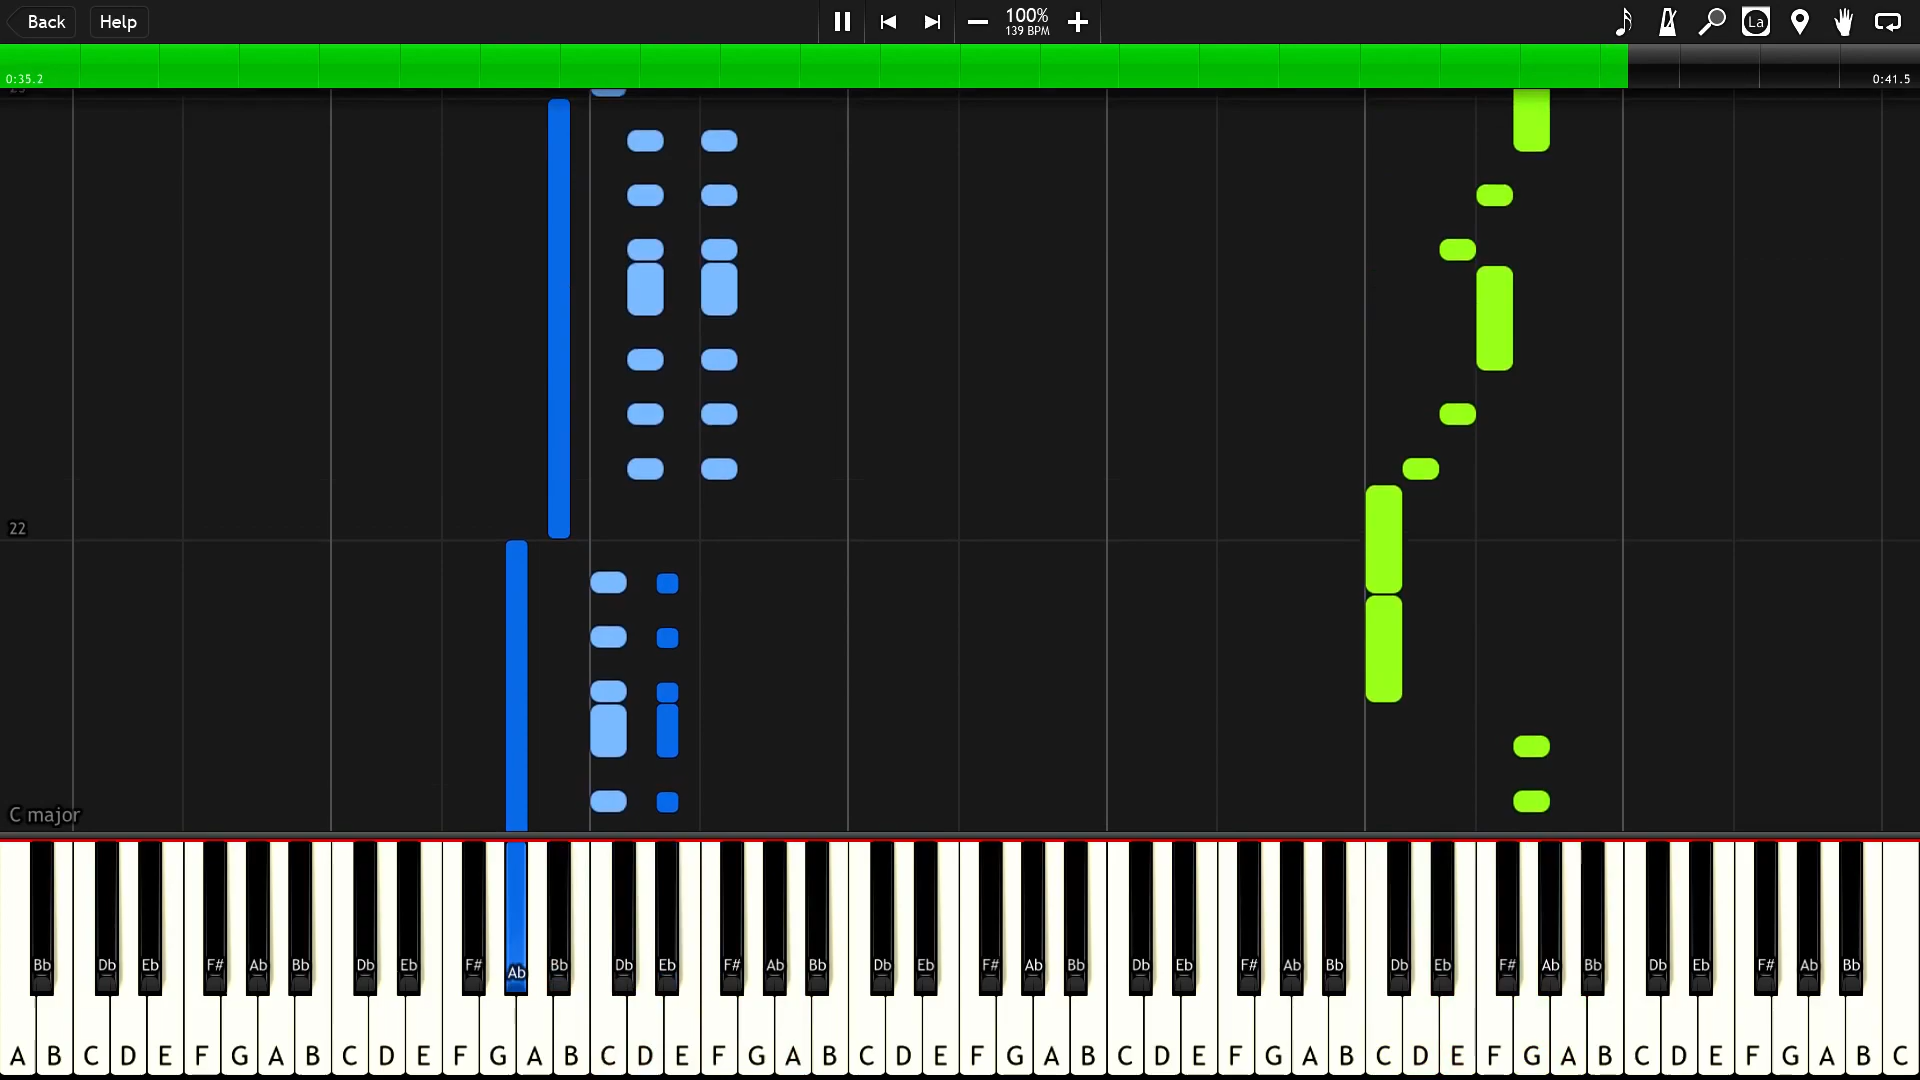 Back Help 100%
139 BPM
La
0:35.2 0:41.5
22
C major
Bb Db Eb F# Ab Bb Db Eb F# Ab Bb Db Eb F# Ab Bb Db Eb F# Ab Bb Db Eb F# Ab Bb Db Eb F# Ab Bb Db Eb F# Ab Bb
A B C D E F G A B C D E F G A B C D E F G A B C D E F G A B C D E F G A B C D E F G A B C D E F G A B C